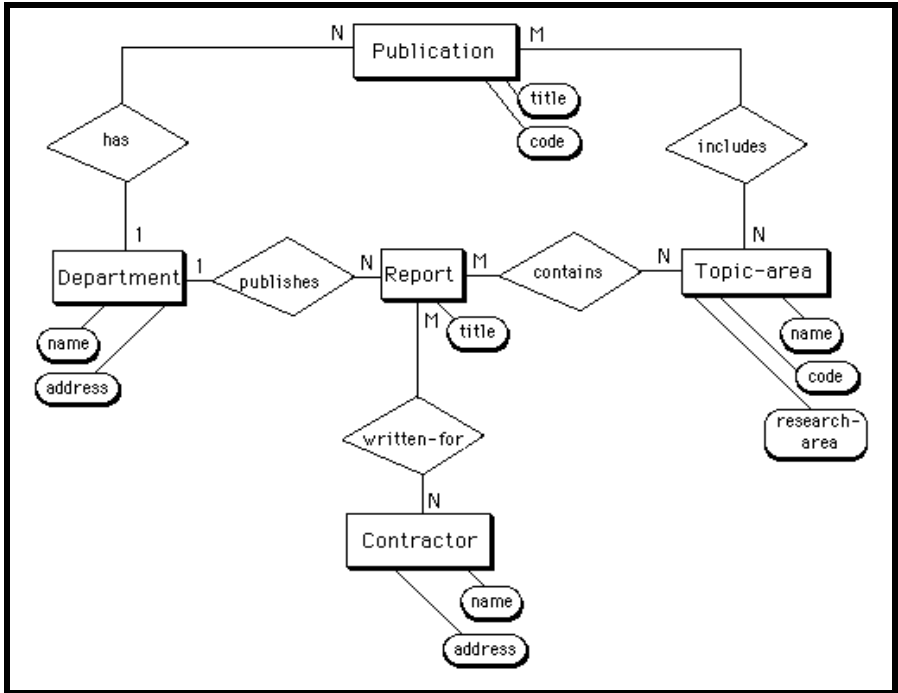 N
Publication
M
title
code
has
includes
1
N
Department
1
publishes
N
Report
M
contains
N
Topic-area
name
address
M
title
name
code
research-
area
written-for
N
Contractor
name
address